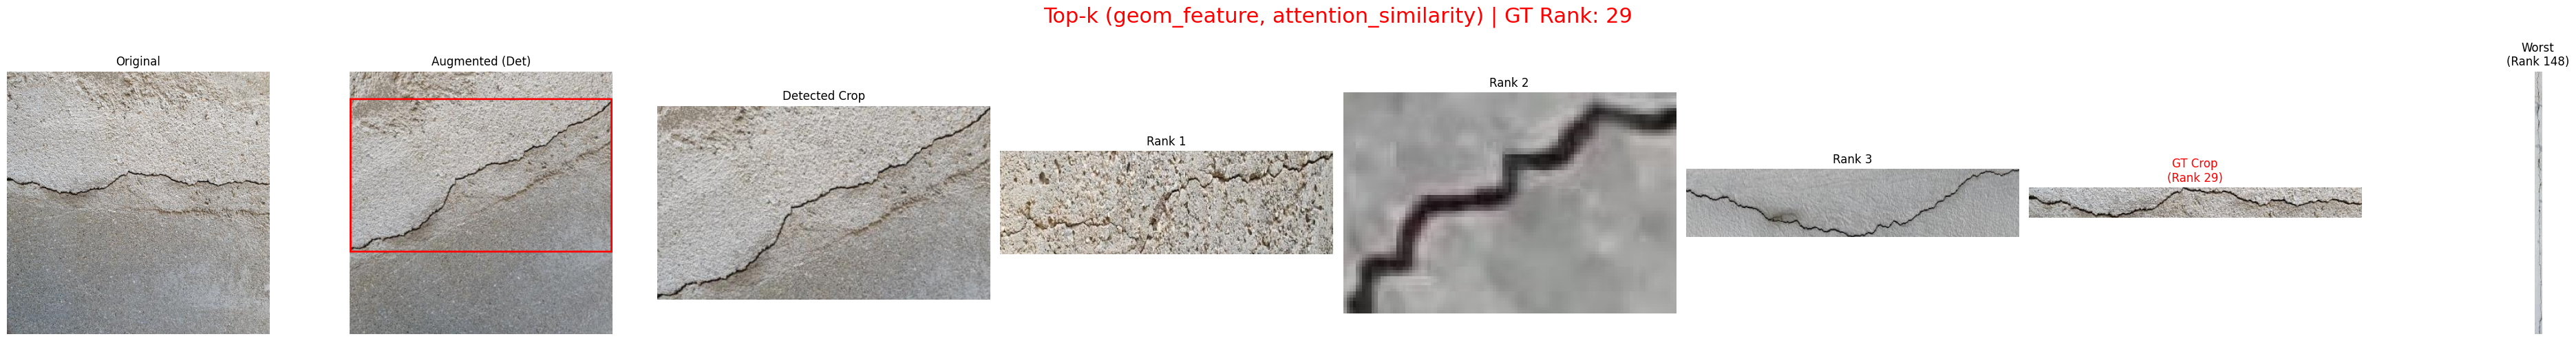 Top-k (geom_feature, attention_similarity) | GT Rank: 29
Original
Augmented (Det)
Detected Crop
Rank 1
Rank 2
Rank 3
GT Crop
(Rank 29)
Worst
(Rank 148)